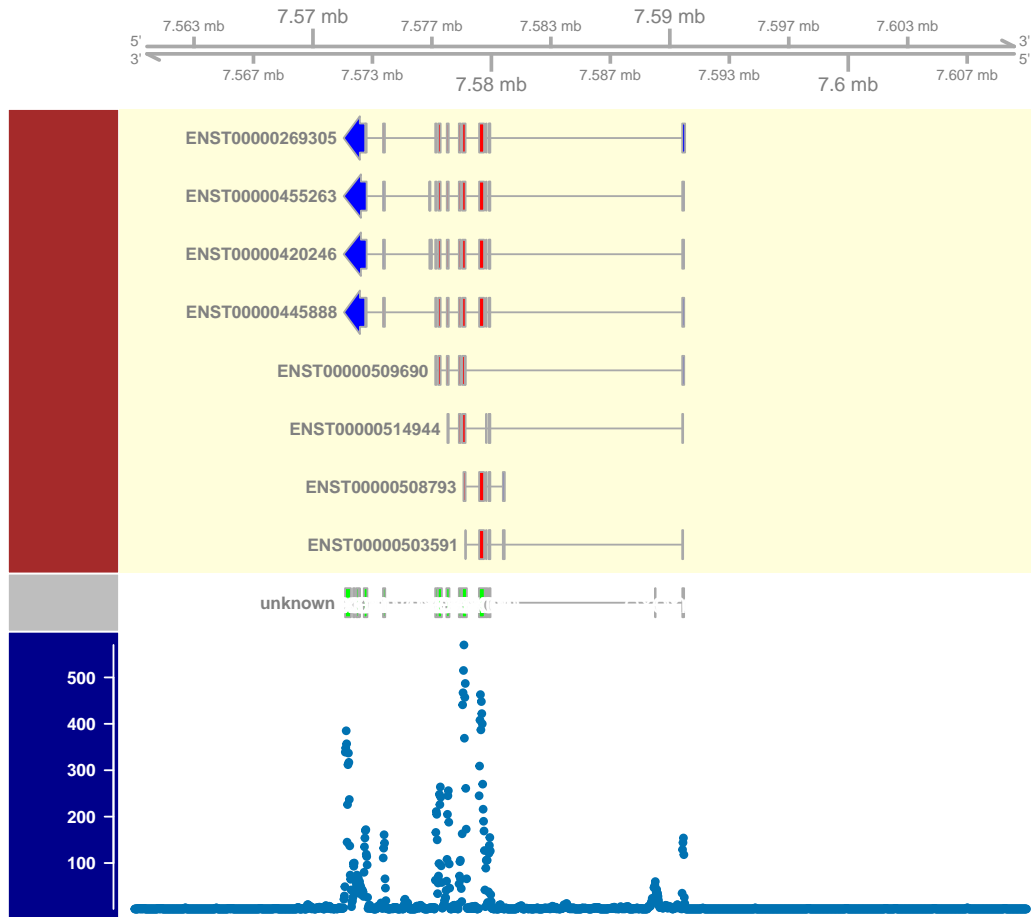 7.57 mb 7.59 mb
7.563 mb 7.577 mb 7.583 mb 7.597 mb 7.603 mb
5' 3'
3' 5'
7.567 mb 7.573 mb 7.587 mb 7.593 mb 7.607 mb
7.58 mb 7.6 mb
ENST00000269305
ENST00000455263
ENST00000420246
ENST00000445888
ENST00000509690
ENST00000514944
ENST00000508793
ENST00000503591
unknown
500
400
300
200
100